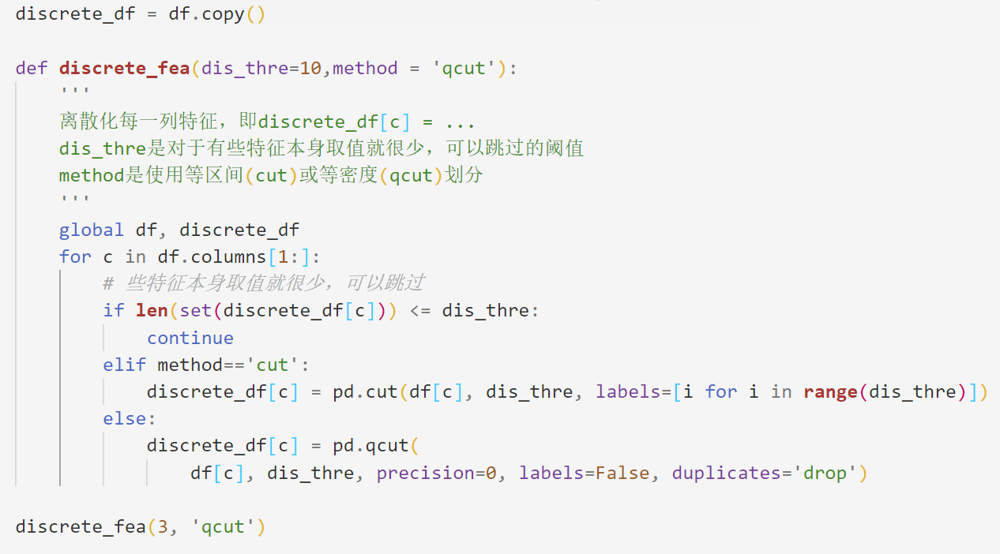 discrete_df = df.copy()
def discrete_fea(dis_thre=10,method = 'qcut'):
'''
离散化每一列特征，即discrete_df[c] = ...
dis_thre是对于有些特征本身取值就很少，可以跳过的阈值
method是使用等区间(cut)或等密度(qcut)划分
'''
global df, discrete_df
for c in df.columns[1:]:
# 些特征本身取值就很少，可以跳过
if len(set(discrete_df[c])) <= dis_thre:
continue
elif method=='cut':
discrete_df[c] = pd.cut(df[c], dis_thre, labels=[i for i in range(dis_thre)])
else:
discrete_df[c] = pd.qcut(
df[c], dis_thre, precision=0, labels=False, duplicates='drop')
discrete_fea(3, 'qcut')